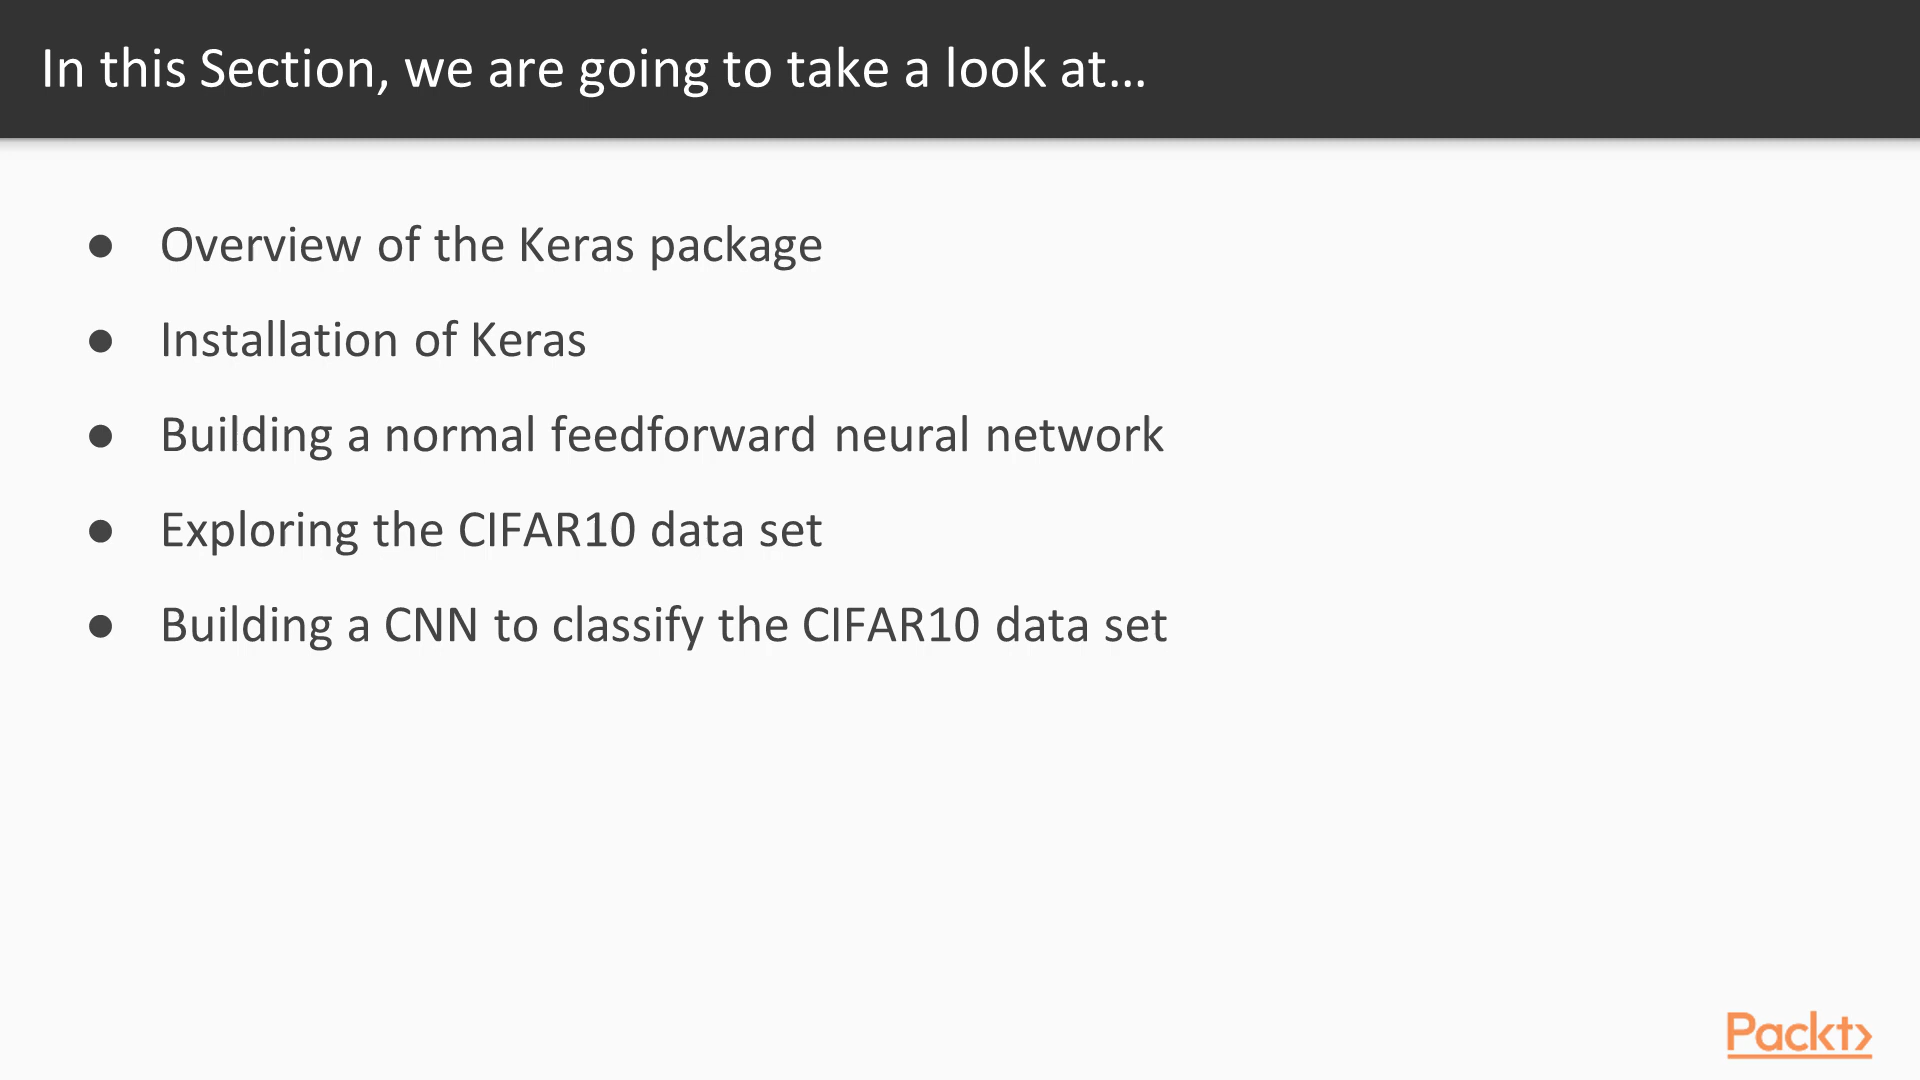 In this Section, we are going to take a look at...
● Overview of the Keras package
● Installation of Keras
● Building a normal feedforward neural network
● Exploring the CIFAR10 data set
● Building a CNN to classify the CIFAR10 data set
Packt>